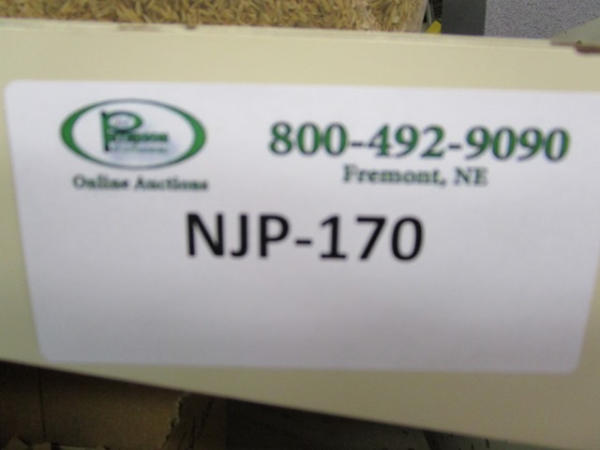 800-492-9090
Fremont, NE
Online Auctions
NJP-170